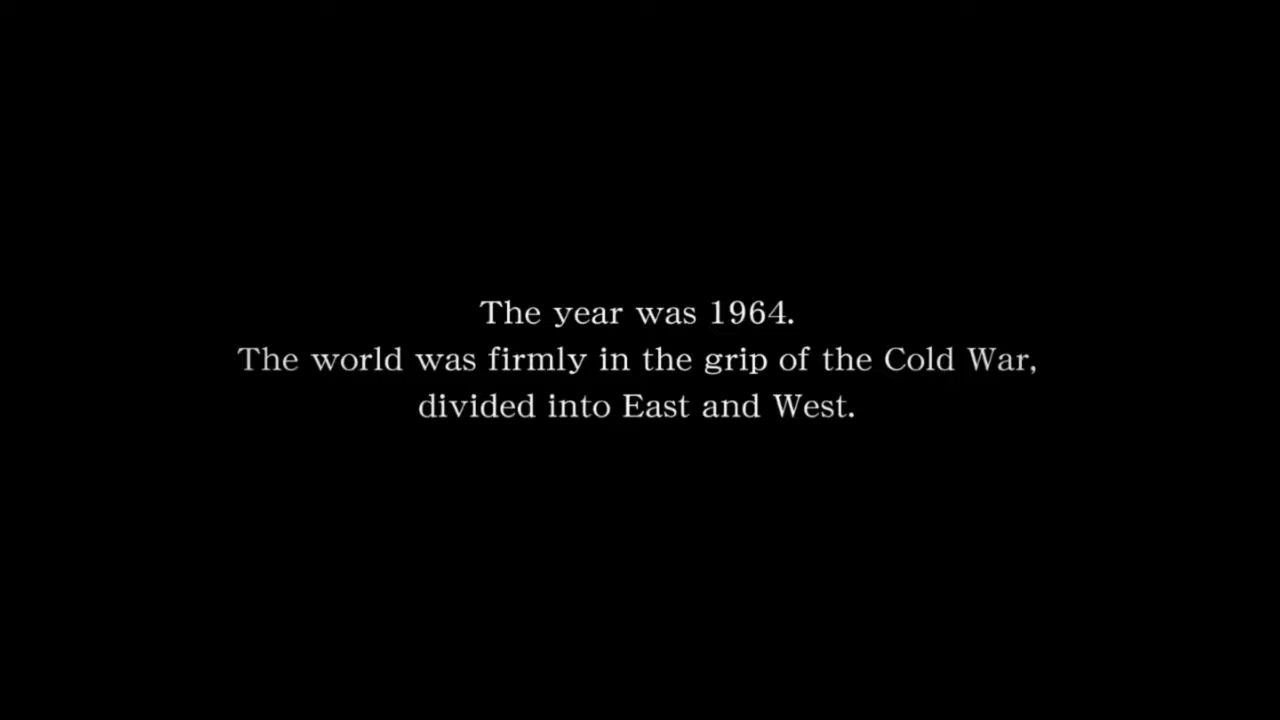 The year was 1964.
The world was firmly in the grip of the Cold War,
divided into East and West.